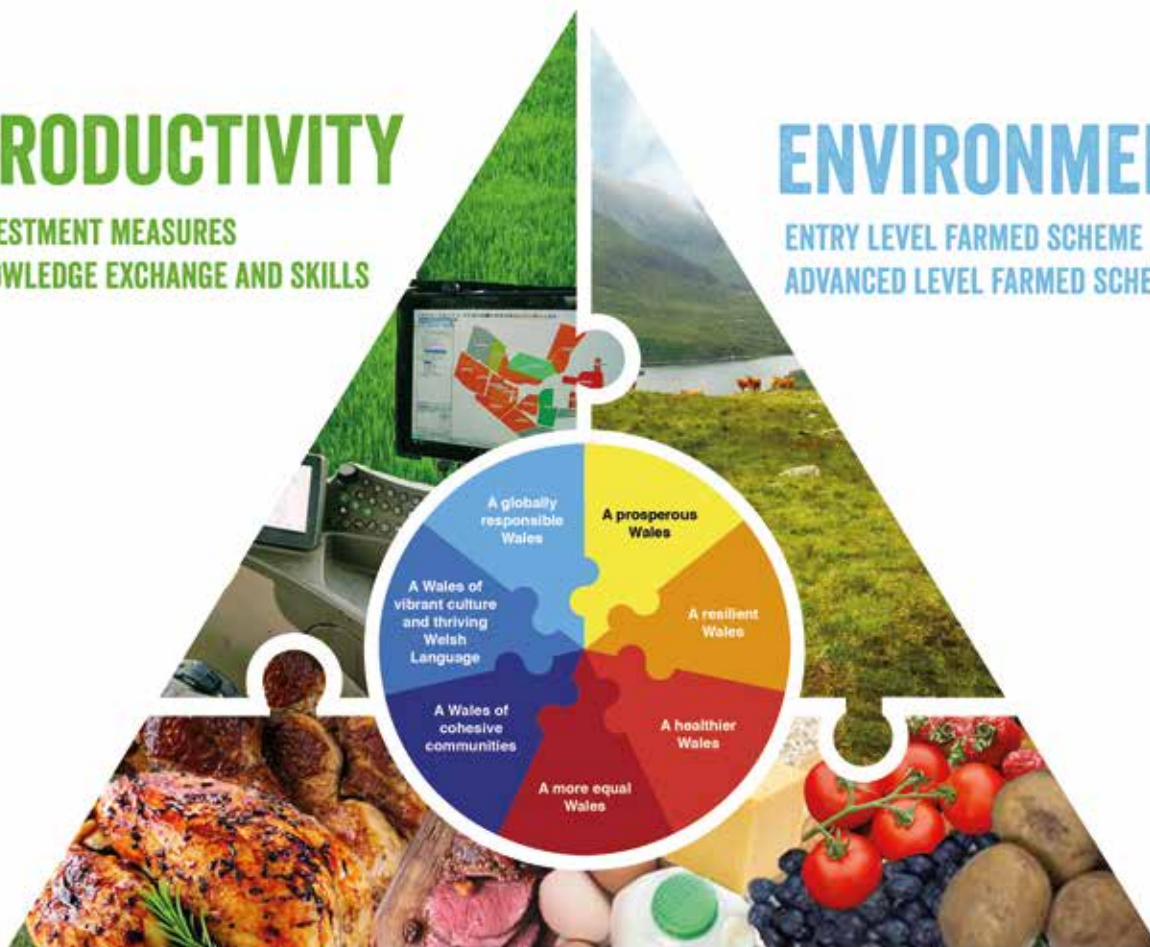 RODUCTIVITY
ESTMENT MEASURES
OWLEDGE EXCHANGE AND SKILLS
ENVIRONME
ENTRY LEVEL FARMED SCHEME
ADVANCED LEVEL FARMED SCHE
A globally
responsible
Wales
A prosperous
Wales
A resilient
Wales
A healthier
Wales
A more equal
Wales
A Wales of
cohesive
communities
A Wales of
vibrant culture
and thriving
Welsh
Language